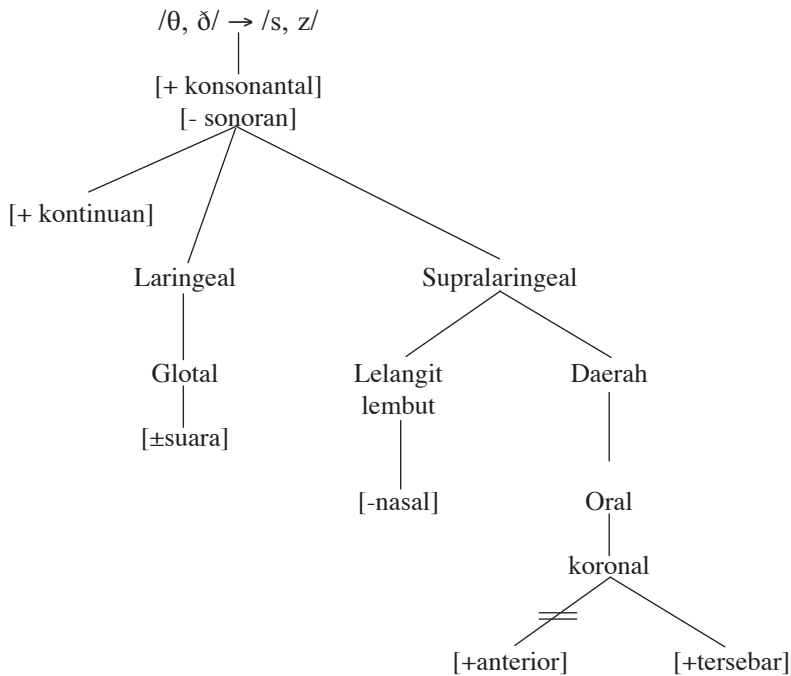 /θ, ð/ → /s, z/
[+ konsonantal]
[- sonoran]
[+ kontinuan]
Laringeal Supralaringeal
Glotal Lelangit Daerah
lembut
[±suara]
[-nasal] Oral
koronal
[+anterior] [+tersebar]